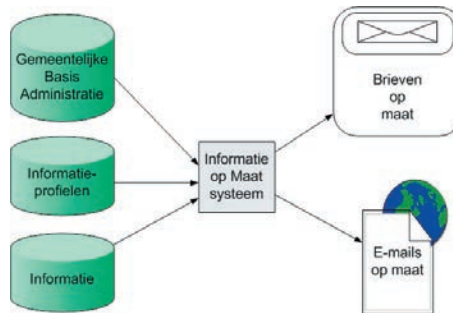 Gemeentelijke
Basis
Administratie
Informatie-
profielen
Informatie
Informatie
op Maat
systeem
Brieven
op
maat
E-mails
op maat